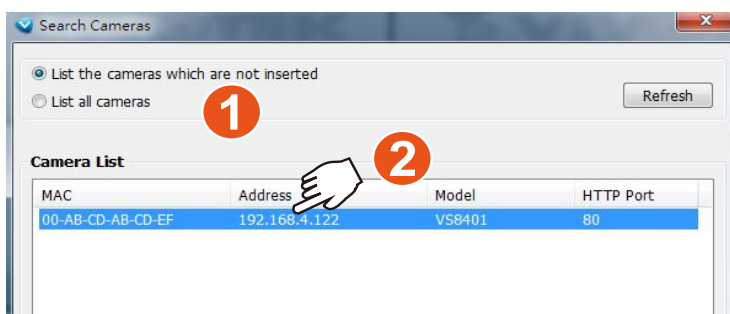 Search Cameras
List the cameras which are not inserted
List all cameras
Refresh
1
2
Camera List
MAC Address Model HTTP Port
00-AB-CD-AB-CD-EF 192.168.4.122 VS8401 80